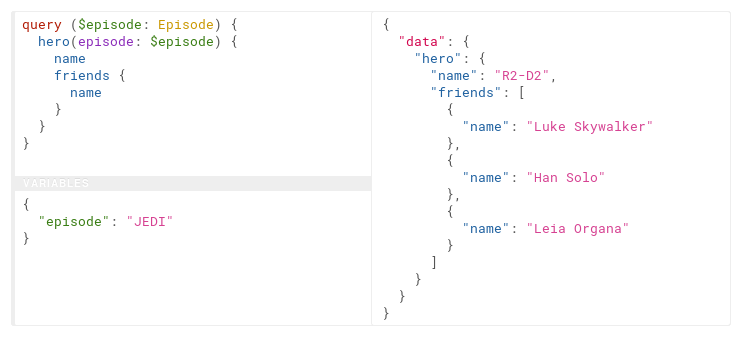 query ($episode: Episode) {
  hero(episode: $episode) {
    name
    friends {
      name
    }
  }
}
VARIABLES
{
  "episode": "JEDI"
}
{
  "data": {
    "hero": {
      "name": "R2-D2",
      "friends": [
        {
          "name": "Luke Skywalker"
        },
        {
          "name": "Han Solo"
        },
        {
          "name": "Leia Organa"
        }
      ]
    }
  }
}